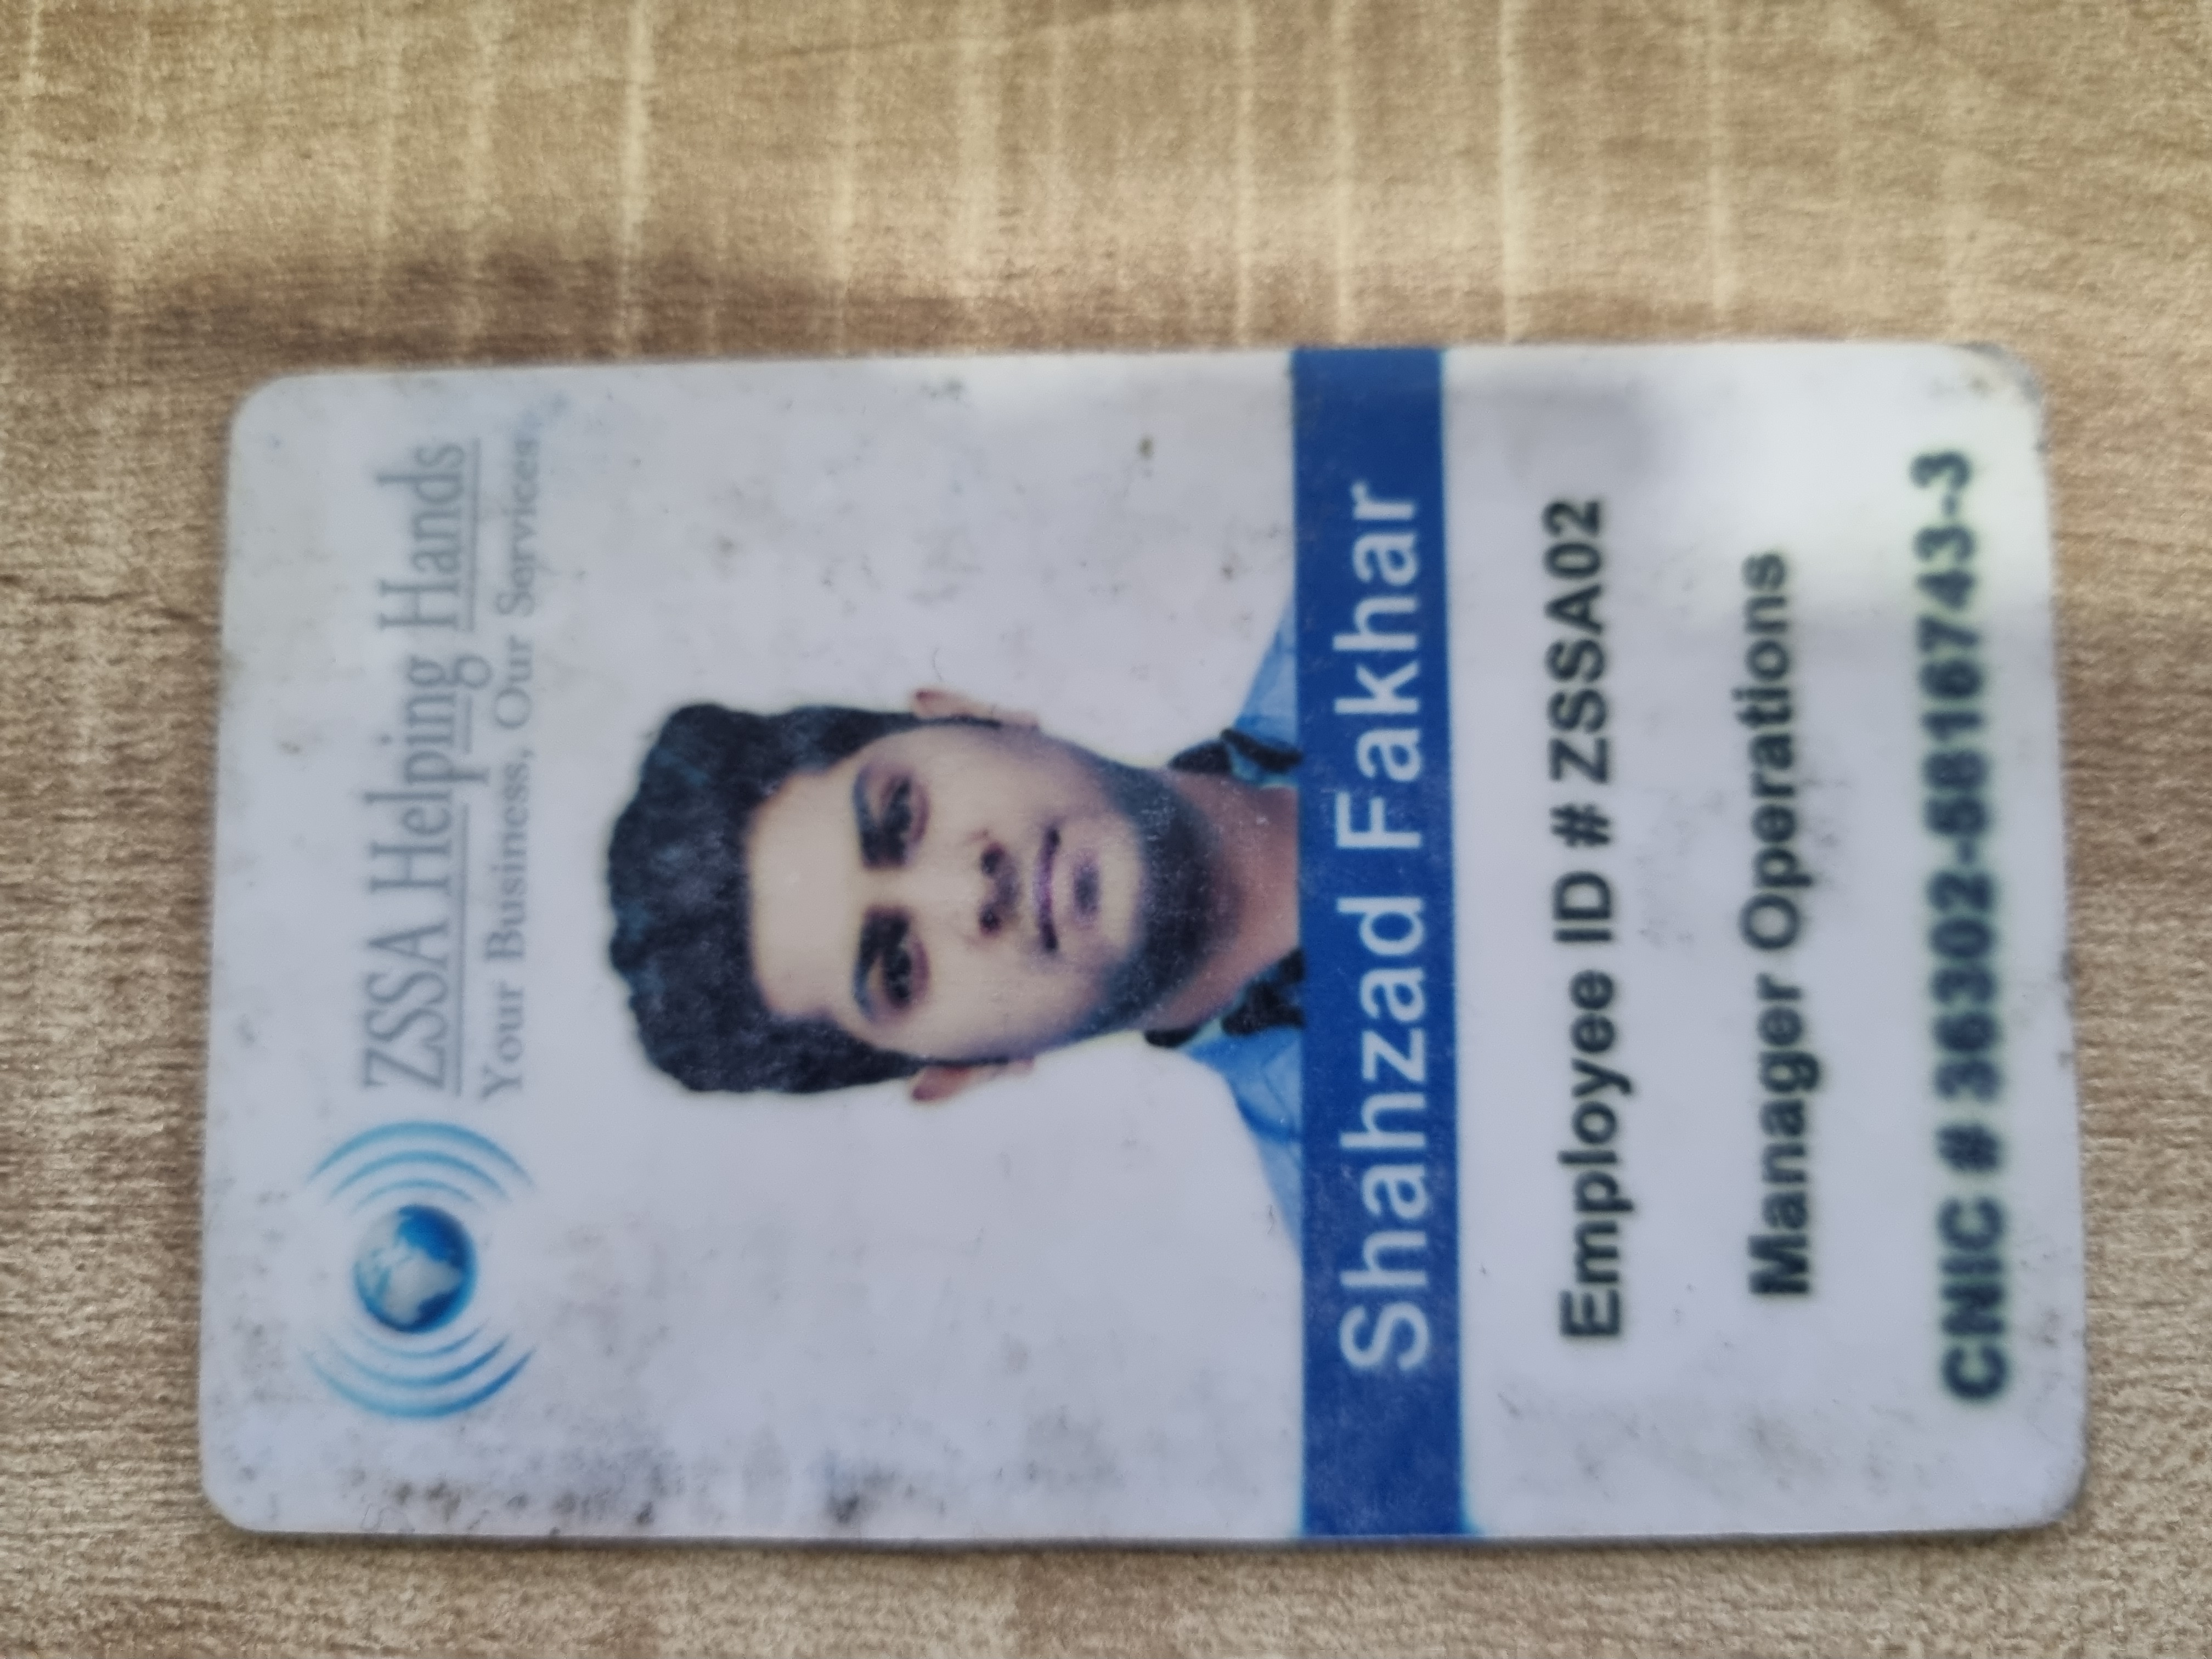 ZSSA Helping Hands
Your Business, Our Services
Shahzad Fakhar
Employee ID # ZSSA02
Manager Operations
CNIC # 36302-5816743-3